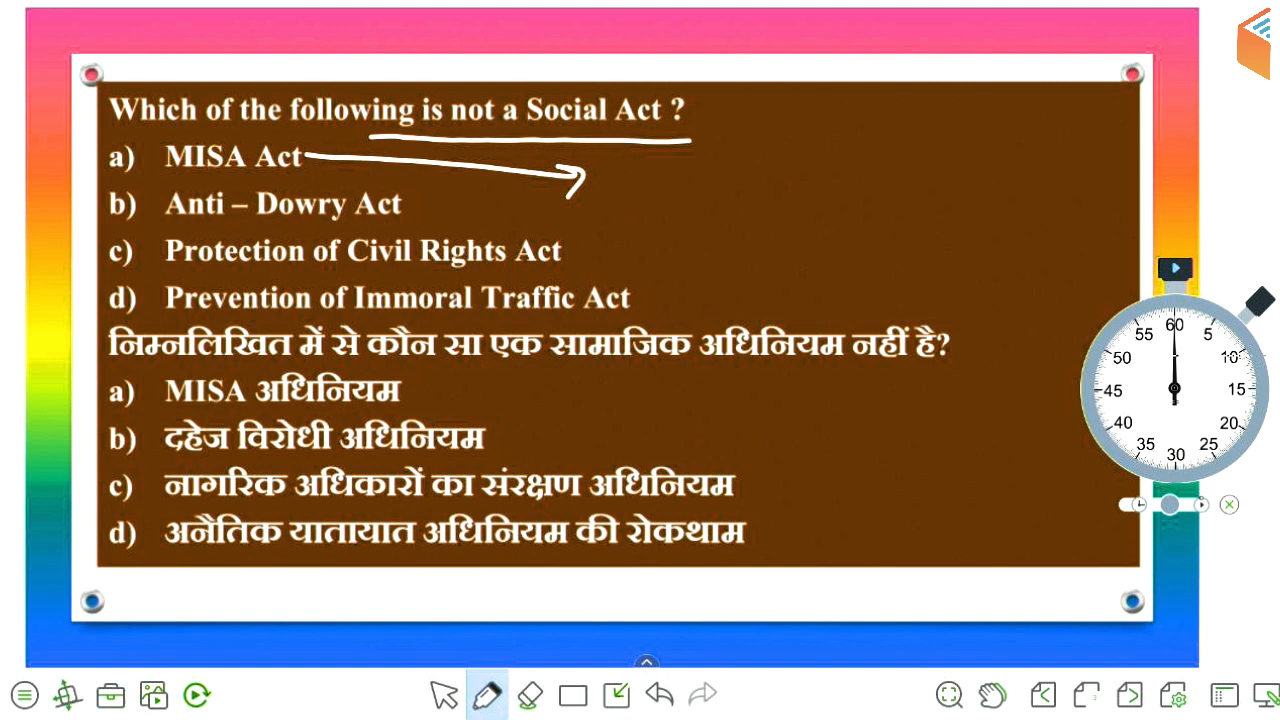 Which of the following is not a Social Act ?
a) MISA Act
b) Anti – Dowry Act
c) Protection of Civil Rights Act
d) Prevention of Immoral Traffic Act
निम्नलिखित में से कौन सा एक सामाजिक अधिनियम नहीं है?
a) MISA अधिनियम
b) दहेज विरोधी अधिनियम
c) नागरिक अधिकारों का संरक्षण अधिनियम
d) अनैतिक यातायात अधिनियम की रोकथाम
60
55 5
50 10
45 15
40 20
35 25
30